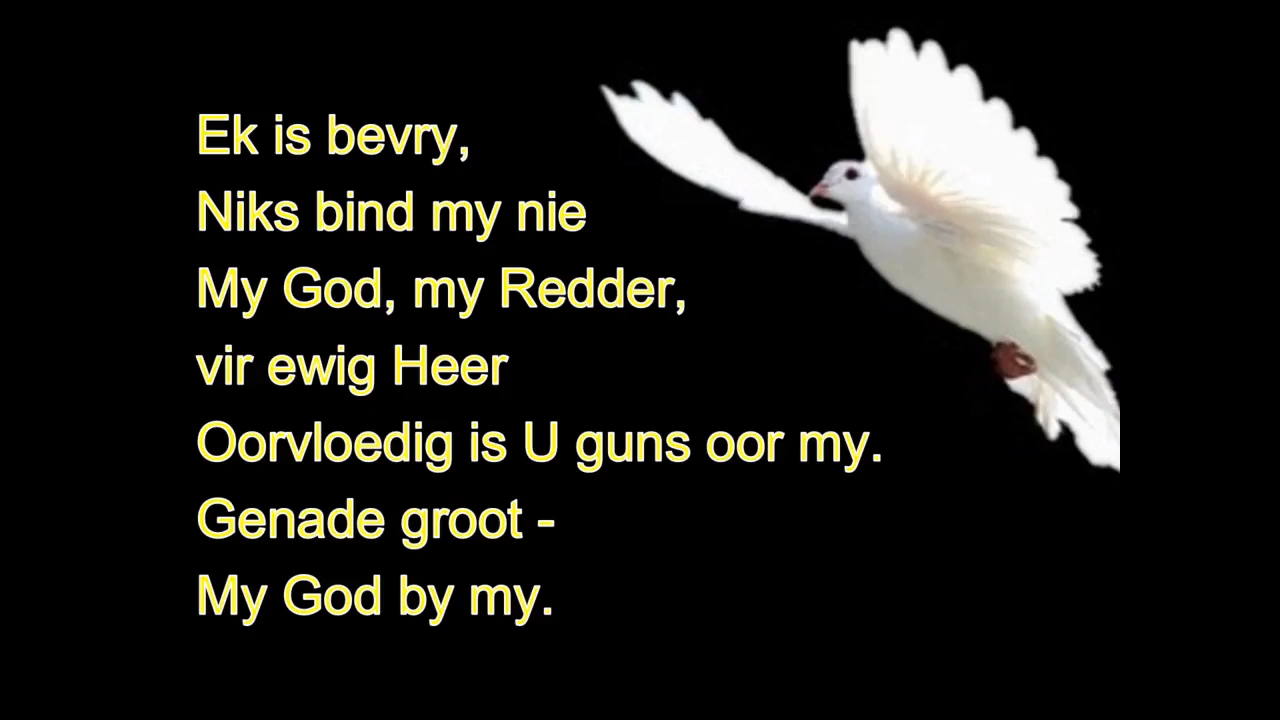 Ek is bevry,
Niks bind my nie
My God, my Redder,
vir ewig Heer
Oorvloedig is U guns oor my.
Genade groot -
My God by my.